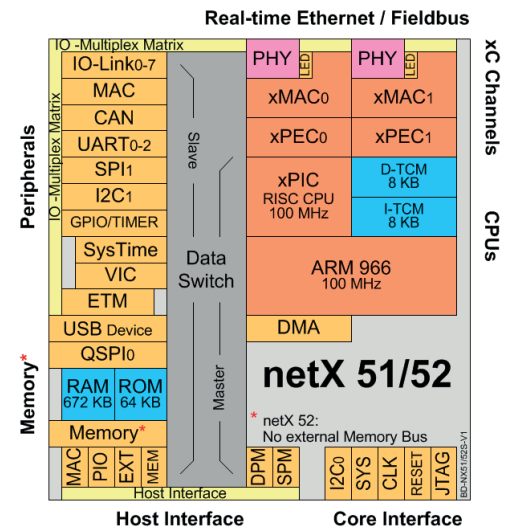 Real-time Ethernet / Fieldbus
IO -Multiplex Matrix
IO -Multiplex Matrix
Peripherals
IO-Link0-7
MAC
CAN
UART0-2
SPI1
I2C1
GPIO/TIMER
SysTime
VIC
ETM
USB Device
QSPI0
Memory*
RAM
672 KB
ROM
64 KB
Memory*
MAC
PIO
EXT
MEM
Slave
Data
Switch
Master
Host Interface
DPM
SPM
PHY
LED
PHY
LED
xC Channels
xMAC0
xMAC1
xPEC0
xPEC1
xPIC
RISC CPU
100 MHz
D-TCM
8 KB
I-TCM
8 KB
CPUs
ARM 966
100 MHz
DMA
netX 51/52
* netX 52:
No external Memory Bus
I2C0
SYS
CLK
RESET
JTAG
BD-NX51/52S-V1
Host Interface
Core Interface